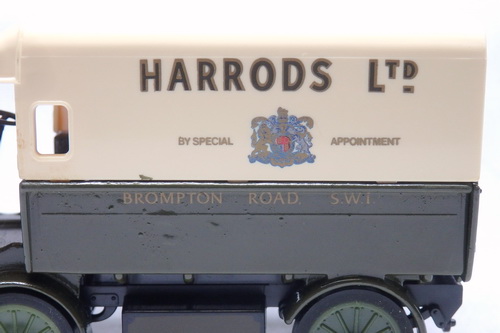 HARRODS LTD
BY SPECIAL APPOINTMENT
BROMPTON ROAD. S.W.1.